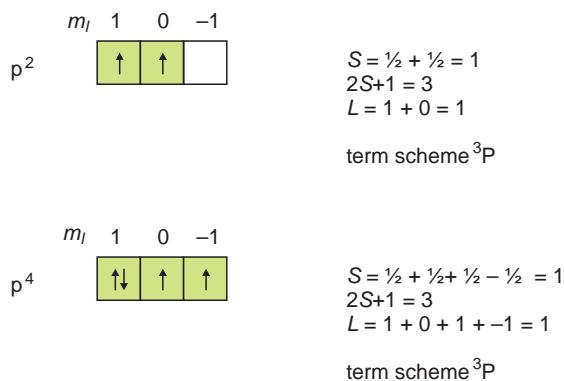 mₗ 1 0 –1
p² ↑ ↑
S = ½ + ½ = 1
2S+1 = 3
L = 1 + 0 = 1
term scheme ³P
mₗ 1 0 –1
p⁴ ↑↓ ↑ ↑
S = ½ + ½+ ½ – ½ = 1
2S+1 = 3
L = 1 + 0 + 1 + –1 = 1
term scheme ³P